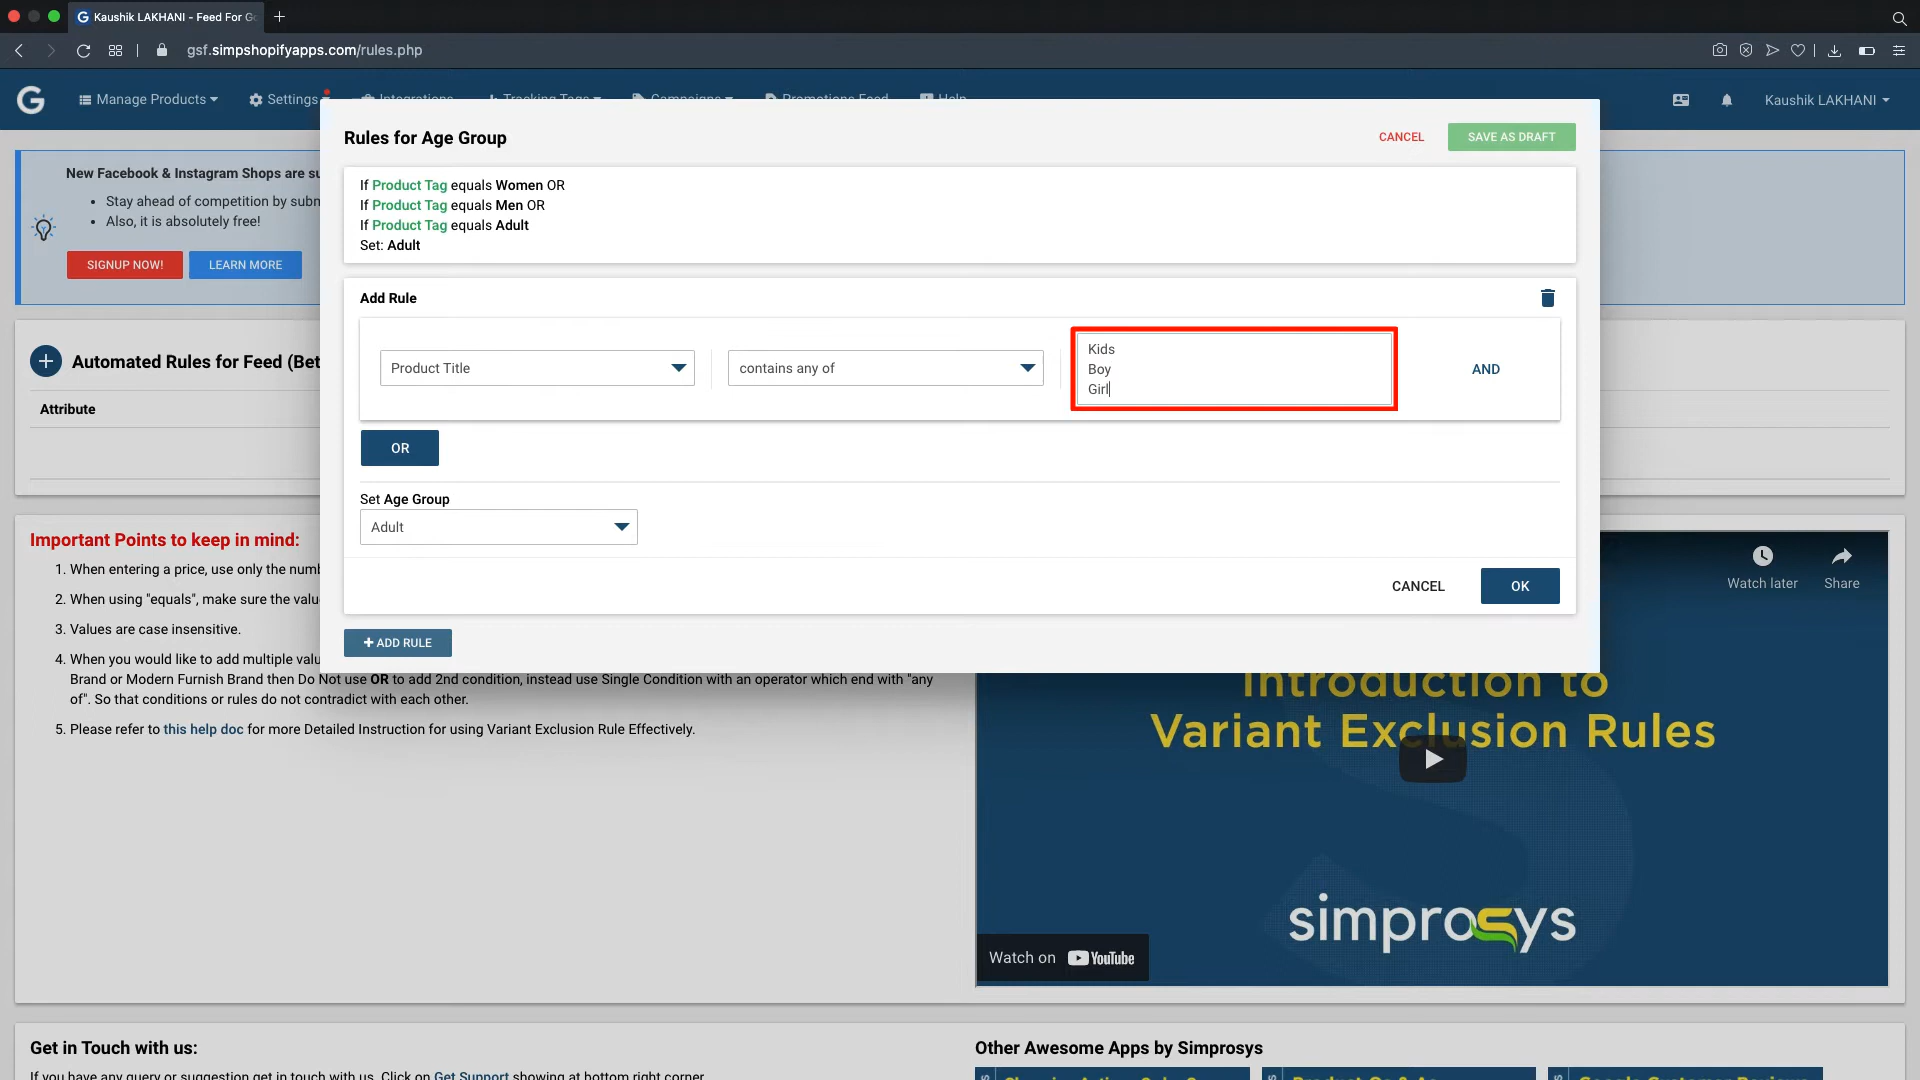 Kaushik LAKHANI - Feed For Go
gsf.simpshopifyapps.com/rules.php
Manage Products
Settings
Integrations
Tracking Tags
Campaigns
Promotions Feed
Help
Kaushik LAKHANI
Rules for Age Group
CANCEL
SAVE AS DRAFT
New Facebook & Instagram Shops are su
Stay ahead of competition by subm
Also, it is absolutely free!
SIGNUP NOW!
LEARN MORE
If Product Tag equals Women OR
If Product Tag equals Men OR
If Product Tag equals Adult
Set: Adult
Add Rule
Product Title
contains any of
Kids
Boy
Girl
AND
OR
Automated Rules for Feed (Bet
Attribute
Set Age Group
Adult
CANCEL
OK
+ ADD RULE
Important Points to keep in mind:
1. When entering a price, use only the numb
2. When using "equals", make sure the valu
3. Values are case insensitive.
4. When you would like to add multiple valu
Brand or Modern Furnish Brand then Do Not use OR to add 2nd condition, instead use Single Condition with an operator which end with "any
of". So that conditions or rules do not contradict with each other.
5. Please refer to this help doc for more Detailed Instruction for using Variant Exclusion Rule Effectively.
Watch later
Share
Introduction to
Variant Exclusion Rules
simprosys
Watch on YouTube
Get in Touch with us:
If you have any query or suggestion get in touch with us. Click on Get Support showing at bottom right corner
Other Awesome Apps by Simprosys